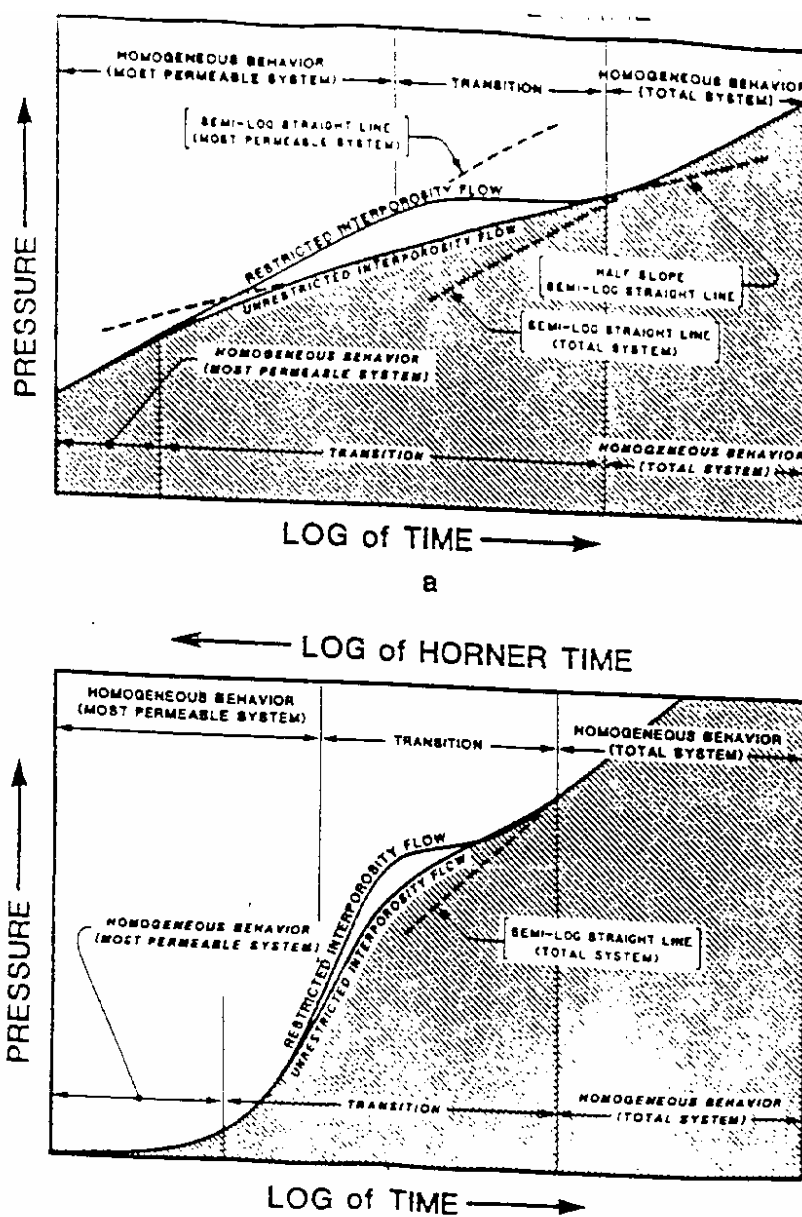 HOMOGENEOUS BEHAVIOR
(MOST PERMEABLE SYSTEM)
TRANSITION
HOMOGENEOUS BEHAVIOR
(TOTAL SYSTEM)
SEMI-LOG STRAIGHT LINE
(MOST PERMEABLE SYSTEM)
RESTRICTED INTERPOROSITY FLOW
UNRESTRICTED INTERPOROSITY FLOW
HALF SLOPE
SEMI-LOG STRAIGHT LINE
SEMI-LOG STRAIGHT LINE
(TOTAL SYSTEM)
HOMOGENEOUS BEHAVIOR
(MOST PERMEABLE SYSTEM)
TRANSITION
HOMOGENEOUS BEHAVIOR
(TOTAL SYSTEM)
PRESSURE
LOG of TIME
a
LOG of HORNER TIME
HOMOGENEOUS BEHAVIOR
(MOST PERMEABLE SYSTEM)
TRANSITION
HOMOGENEOUS BEHAVIOR
(TOTAL SYSTEM)
RESTRICTED INTERPOROSITY FLOW
UNRESTRICTED INTERPOROSITY FLOW
HOMOGENEOUS BEHAVIOR
(MOST PERMEABLE SYSTEM)
SEMI-LOG STRAIGHT LINE
(TOTAL SYSTEM)
TRANSITION
HOMOGENEOUS BEHAVIOR
(TOTAL SYSTEM)
PRESSURE
LOG of TIME